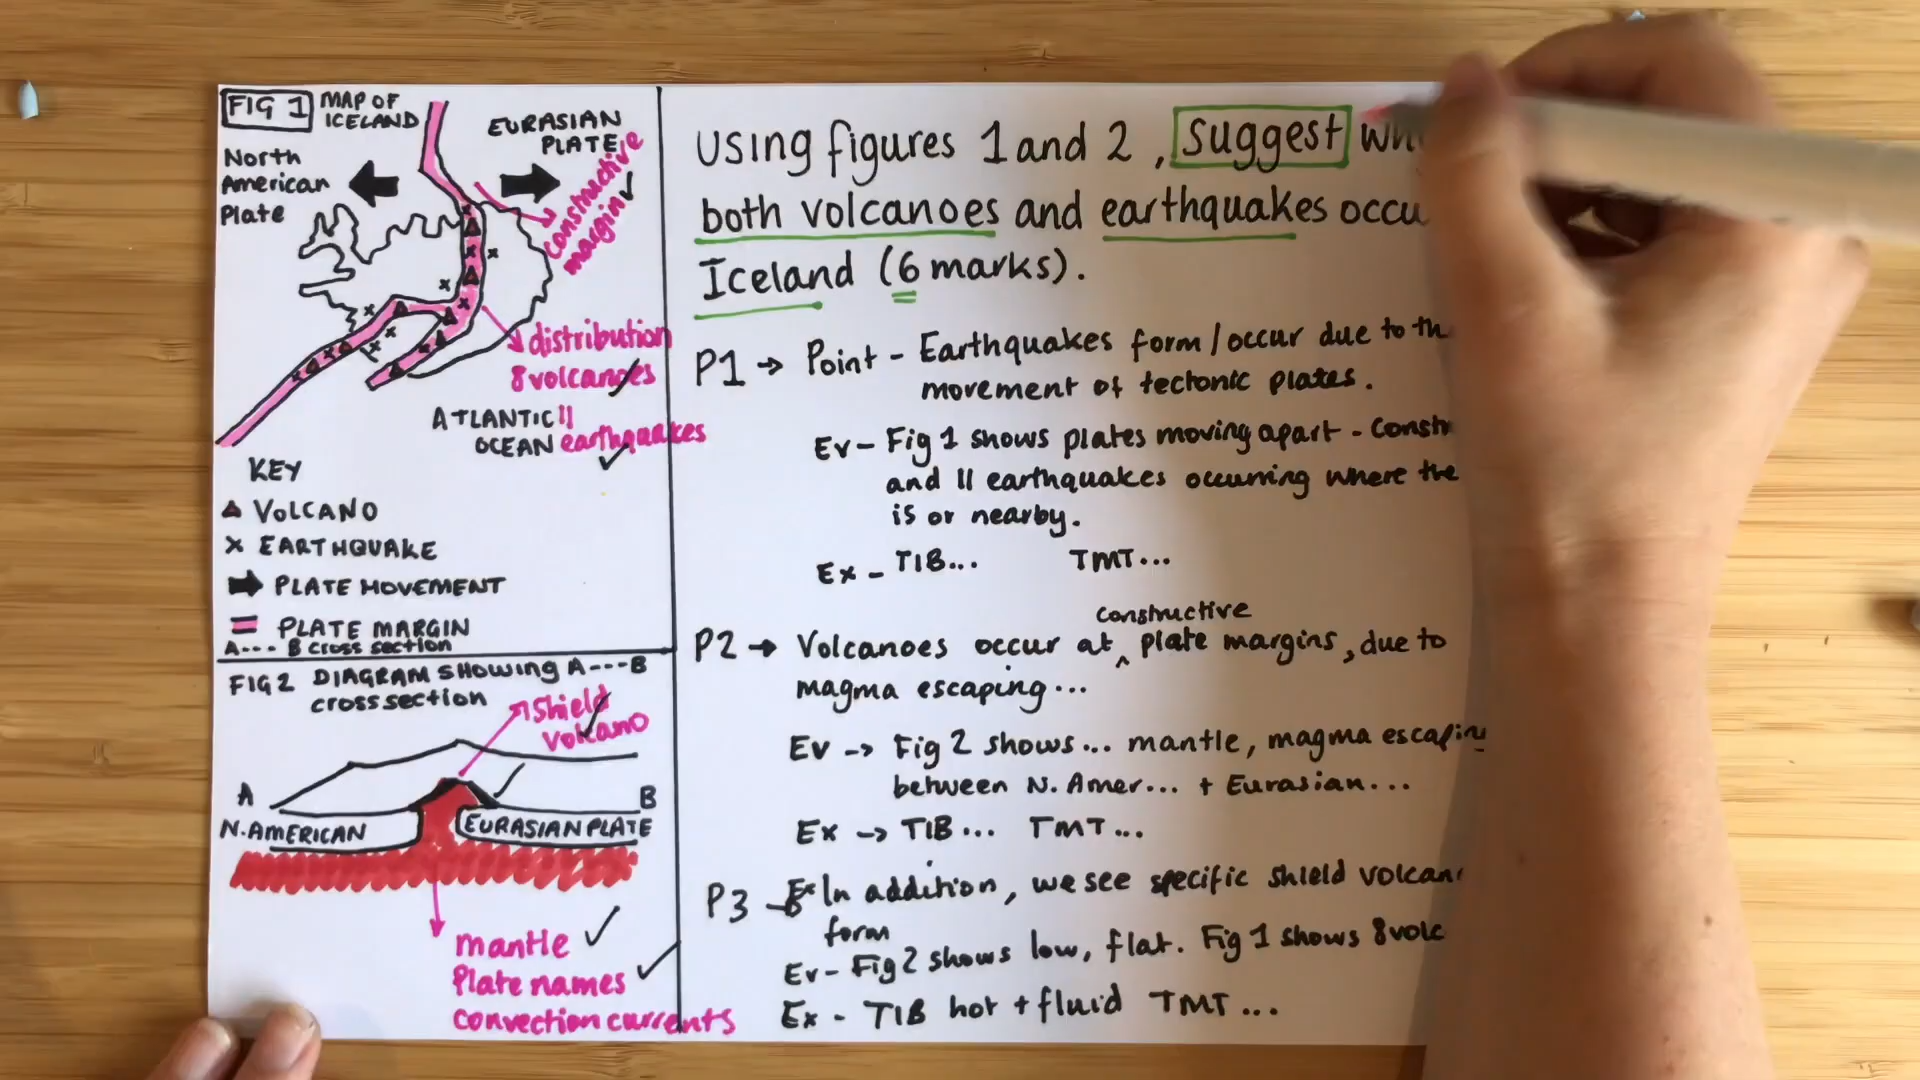 FIG 1 MAP OF
ICELAND
EURASIAN
PLATE
North
American
Plate
constructive
margin
distribution
8 volcanoes
ATLANTIC 11
OCEAN earthquakes
KEY
VOLCANO
X EARTHQUAKE
PLATE MOVEMENT
PLATE MARGIN
A--- B cross section
FIG 2 DIAGRAM SHOWING A---B
cross section
Shield
Volcano
A
B
N.AMERICAN
EURASIAN PLATE
mantle
Plate names
convection currents
Using figures 1 and 2, suggest
both volcanoes and earthquakes
Iceland (6 marks).
P1 → Point - Earthquakes form/occur due to
movement of tectonic plates.
Ev - Fig 1 shows plates moving apart -
and 11 earthquakes occurring where the
is or nearby.
Ex - TIB... TMT...
constructive
P2 → Volcanoes occur at ^ plate margins, due to
magma escaping...
Ev → Fig 2 shows... mantle, magma escaping
between N. Amer... + Eurasian...
Ex → TIB... TMT...
P3 → In addition, we see specific shield
form
Ev - Fig 2 shows low, flat. Fig 1 shows 8
Ex - TIB hot + fluid TMT...